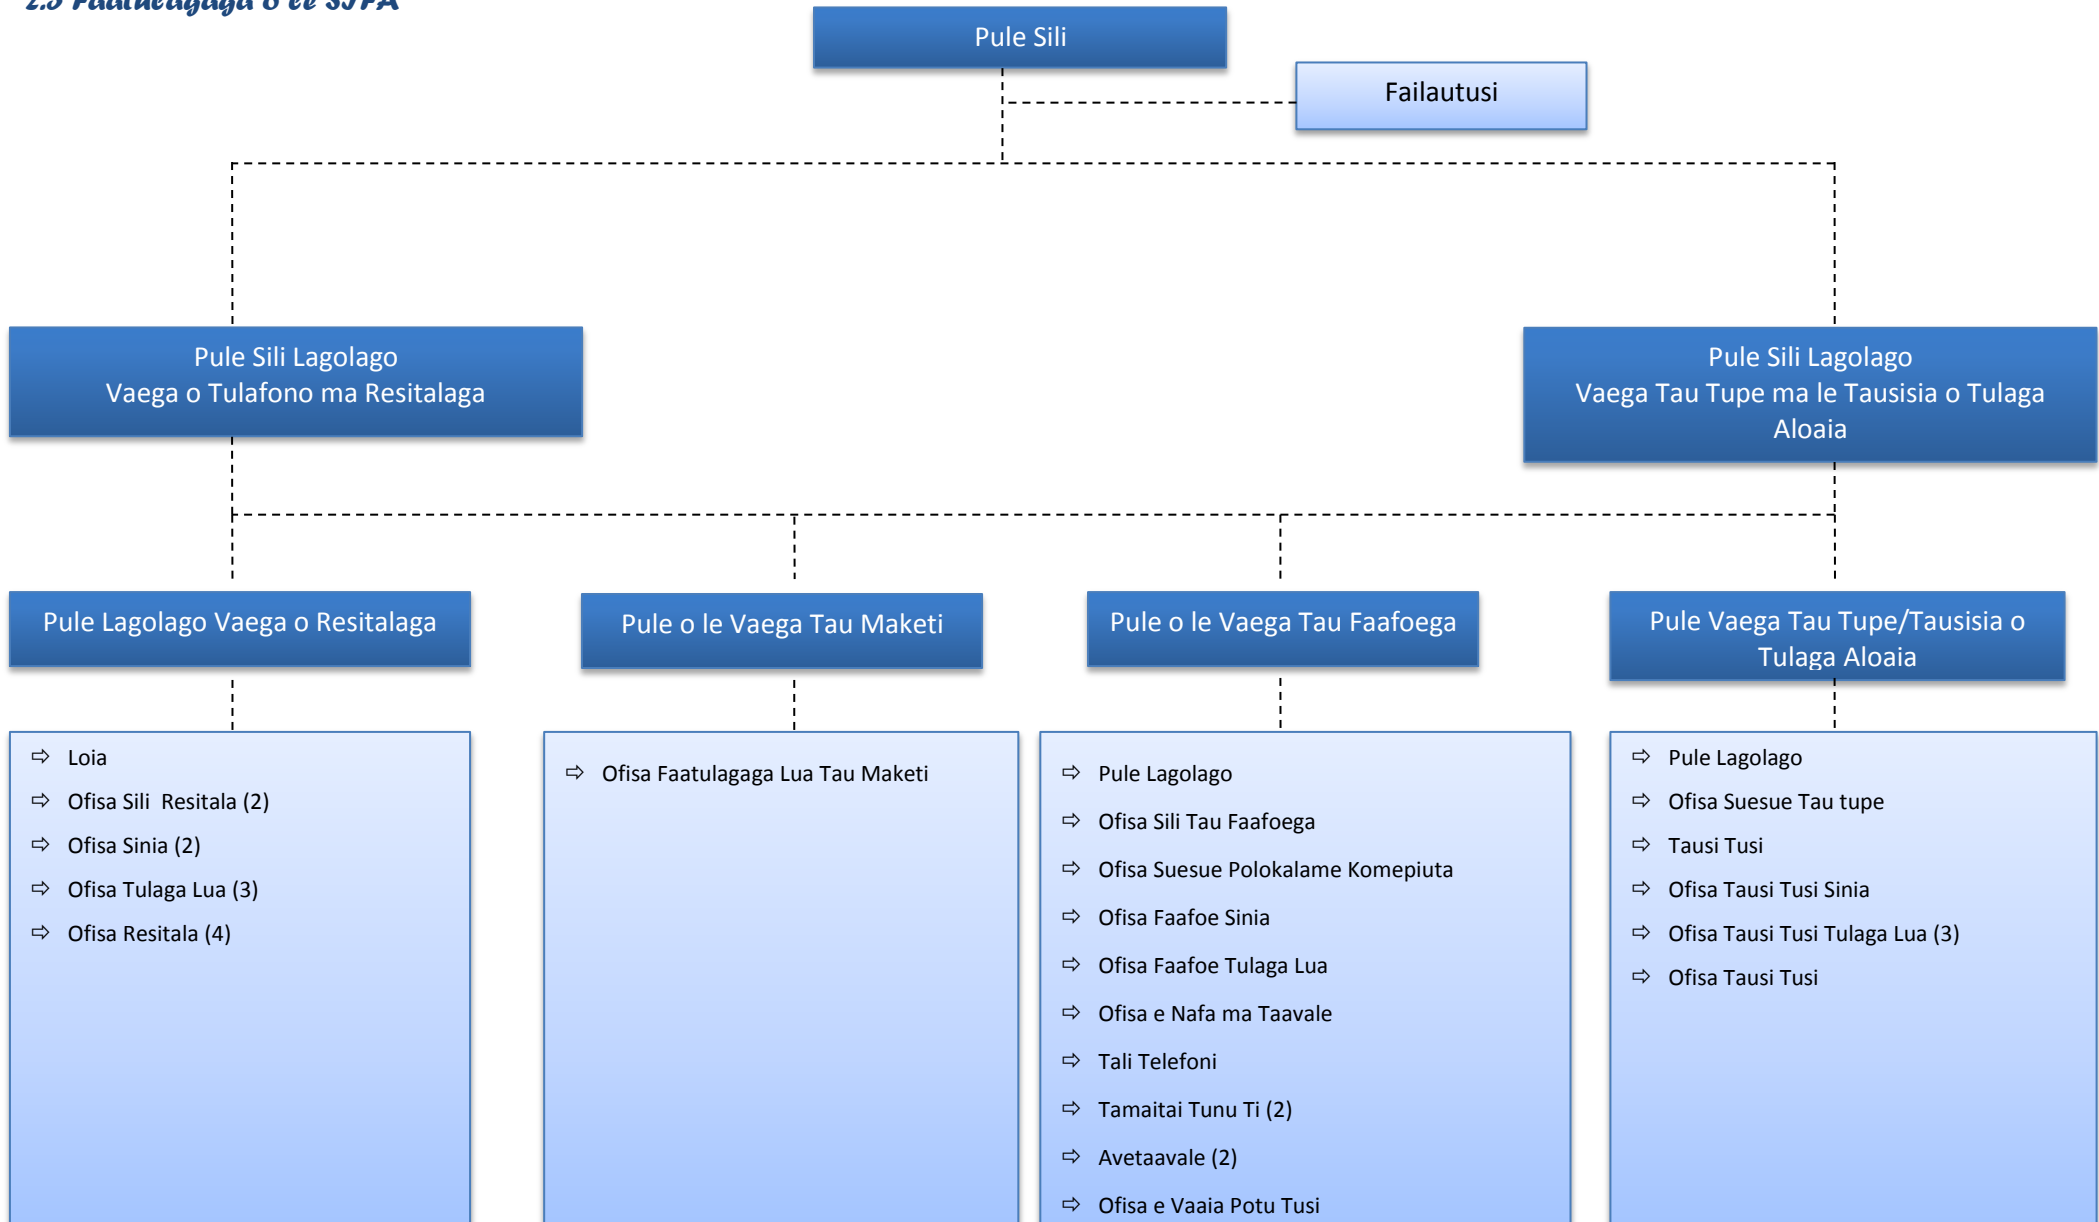 2.3 Faatulagaga o le SIFA
Pule Sili
Failautusi
Pule Sili Lagolago
Vaega o Tulafono ma Resitalaga
Pule Sili Lagolago
Vaega Tau Tupe ma le Tausisia o Tulaga
Aloaia
Pule Lagolago Vaega o Resitalaga
Pule o le Vaega Tau Maketi
Pule o le Vaega Tau Faafoega
Pule Vaega Tau Tupe/Tausisia o
Tulaga Aloaia
⇨ Loia
⇨ Ofisa Sili Resitala (2)
⇨ Ofisa Sinia (2)
⇨ Ofisa Tulaga Lua (3)
⇨ Ofisa Resitala (4)
⇨ Ofisa Faatulagaga Lua Tau Maketi
⇨ Pule Lagolago
⇨ Ofisa Sili Tau Faafoega
⇨ Ofisa Suesue Polokalame Komepiuta
⇨ Ofisa Faafoe Sinia
⇨ Ofisa Faafoe Tulaga Lua
⇨ Ofisa e Nafa ma Taavale
⇨ Tali Telefoni
⇨ Tamaitai Tunu Ti (2)
⇨ Avetaavale (2)
⇨ Ofisa e Vaaia Potu Tusi
⇨ Pule Lagolago
⇨ Ofisa Suesue Tau tupe
⇨ Tausi Tusi
⇨ Ofisa Tausi Tusi Sinia
⇨ Ofisa Tausi Tusi Tulaga Lua (3)
⇨ Ofisa Tausi Tusi